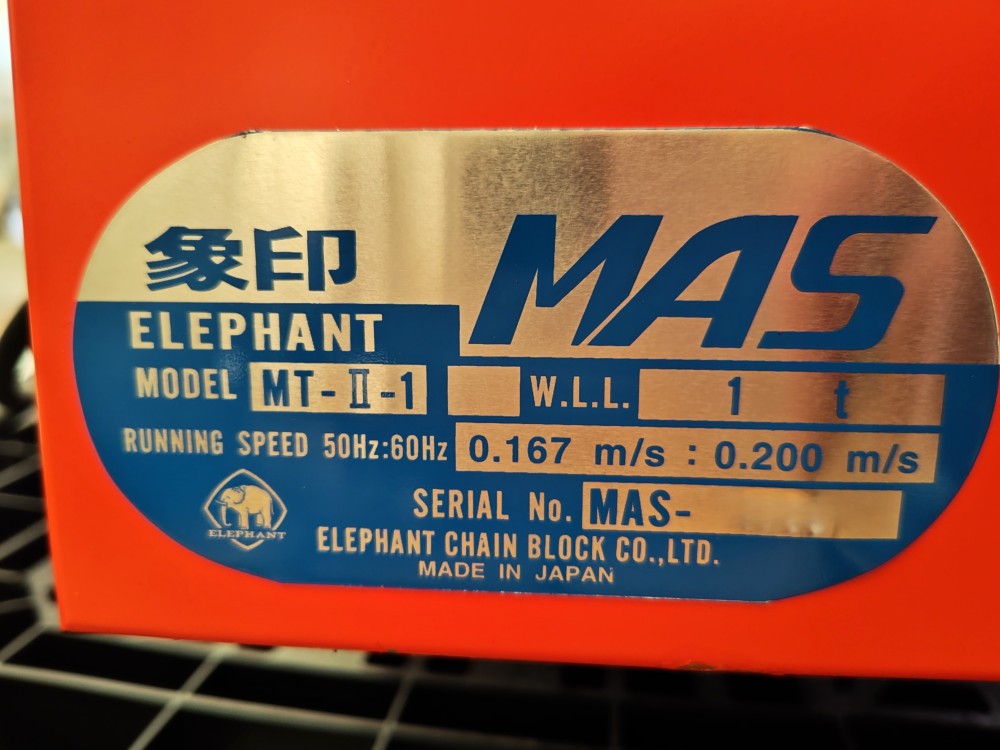 象印 MAS
ELEPHANT
MODEL MT-Ⅱ-1 W.L.L. 1 t
RUNNING SPEED 50Hz:60Hz 0.167 m/s : 0.200 m/s
SERIAL No. MAS-
ELEPHANT
ELEPHANT CHAIN BLOCK CO.,LTD.
MADE IN JAPAN